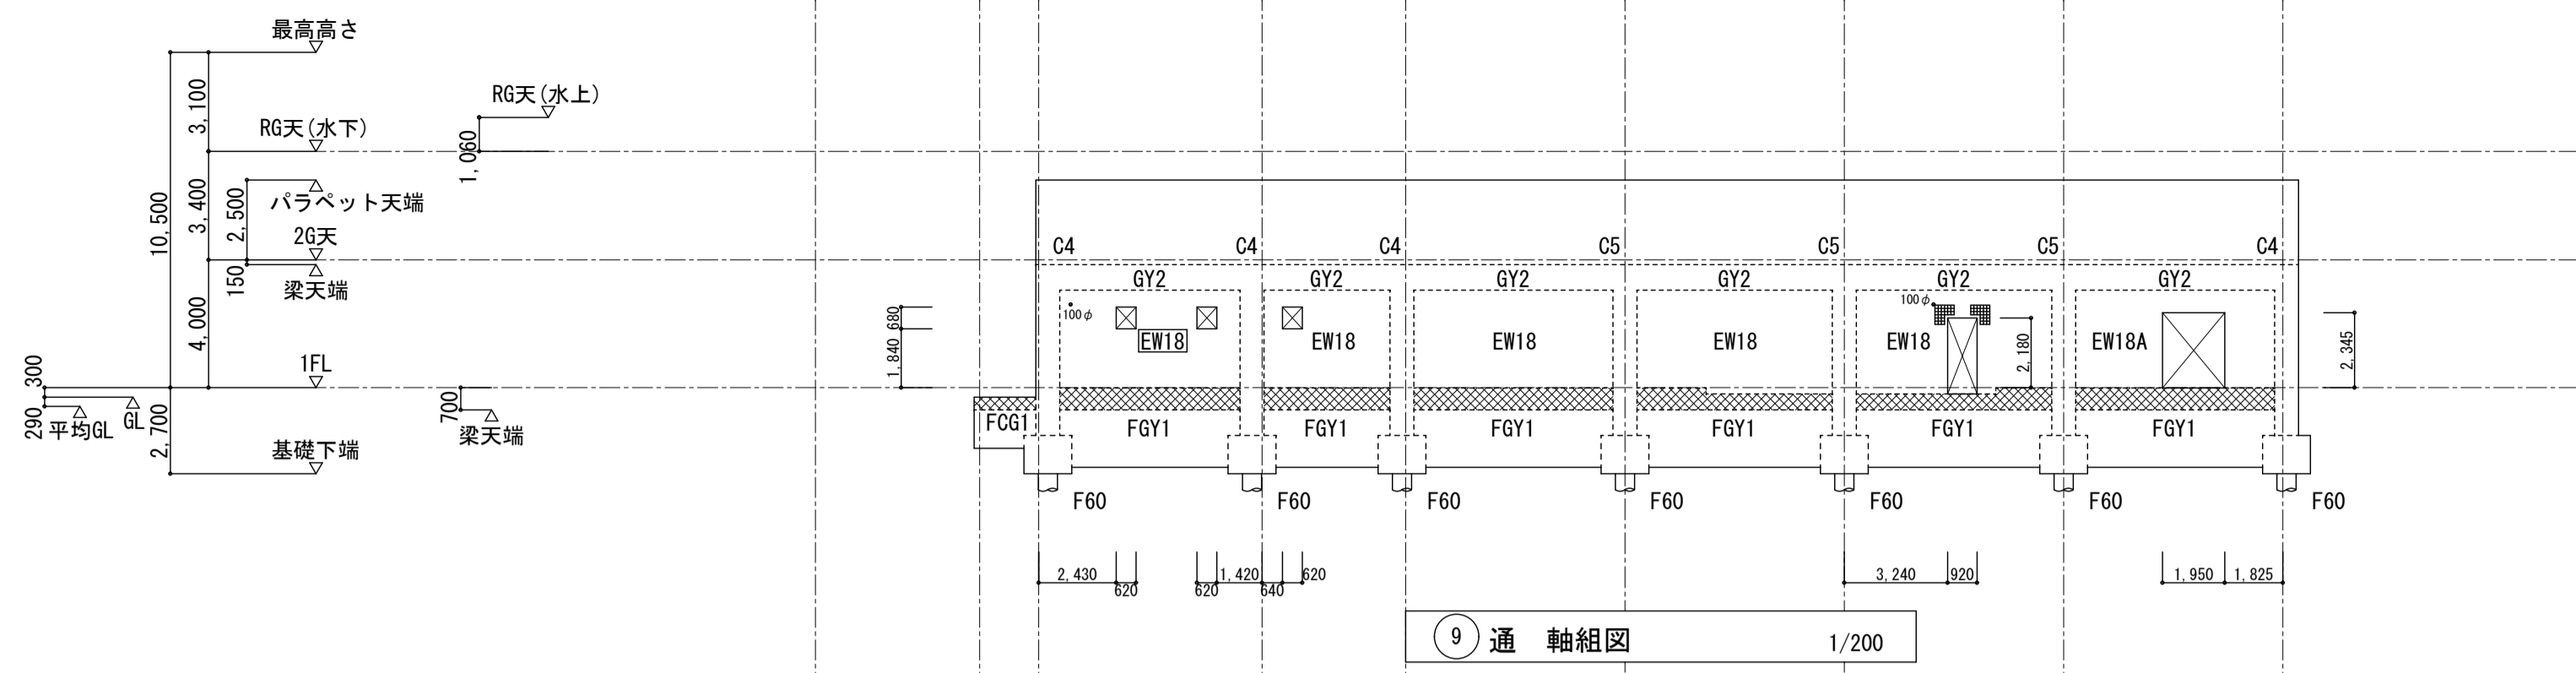 最高高さ
3,100
RG天(水上)
RG天(水下)
1,060
10,500
3,400
2,500
パラペット天端
2G天
150
梁天端
4,000
1FL
300
290
平均GL
GL
2,700
700
梁天端
基礎下端
C4
C4
C4
C5
C5
C5
C4
GY2
GY2
GY2
GY2
GY2
GY2
100φ
100φ
680
1,840
EW18
EW18
EW18
EW18
EW18
EW18A
2,180
2,345
FCG1
FGY1
FGY1
FGY1
FGY1
FGY1
FGY1
F60
F60
F60
F60
F60
F60
F60
2,430
620
620
1,420
640
620
3,240
920
1,950
1,825
9 通 軸組図 1/200